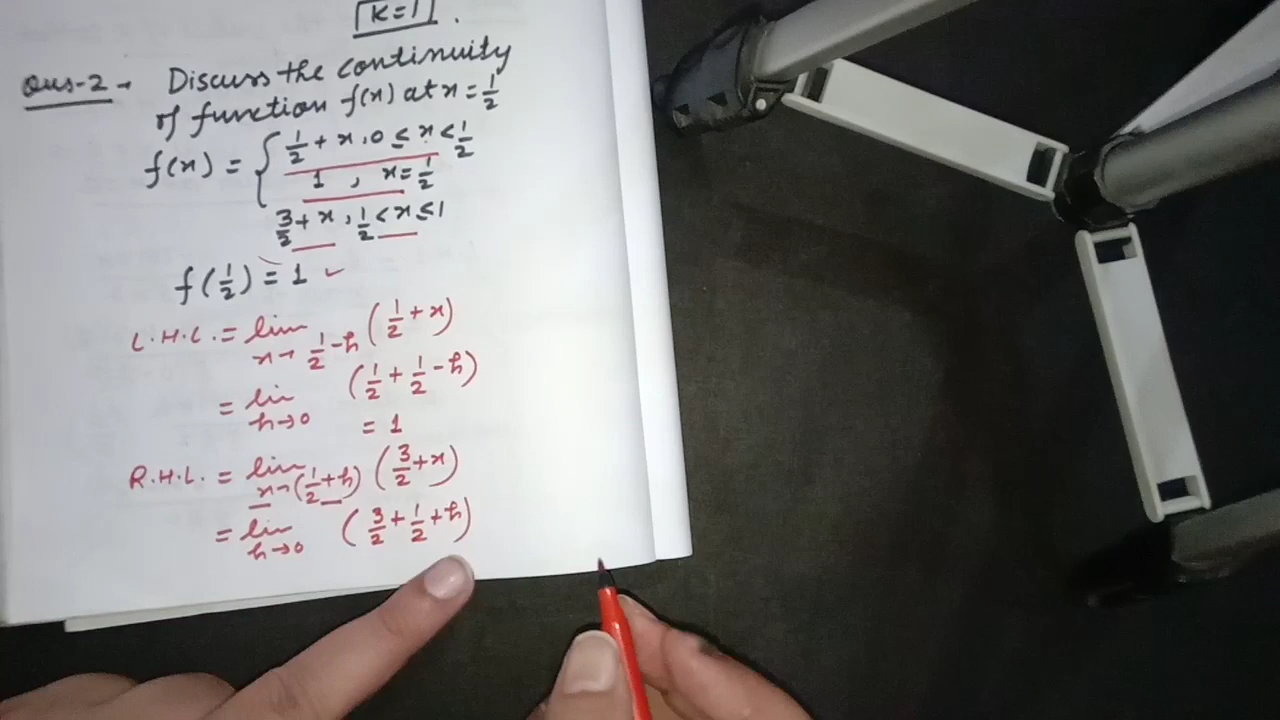 K=1.
Ques-2→ Discuss the continuity
of function f(x) at x=1/2
f(x) = { 1/2 + x, 0 ≤ x < 1/2
1, x=1/2
3/2 + x, 1/2 < x ≤ 1
f(1/2) = 1 ✓
L.H.L. = lim x→1/2-h (1/2 + x)
= lim h→0 (1/2 + 1/2 - h)
= 1
R.H.L. = lim x→(1/2+h) (3/2 + x)
= lim h→0 (3/2 + 1/2 + h)